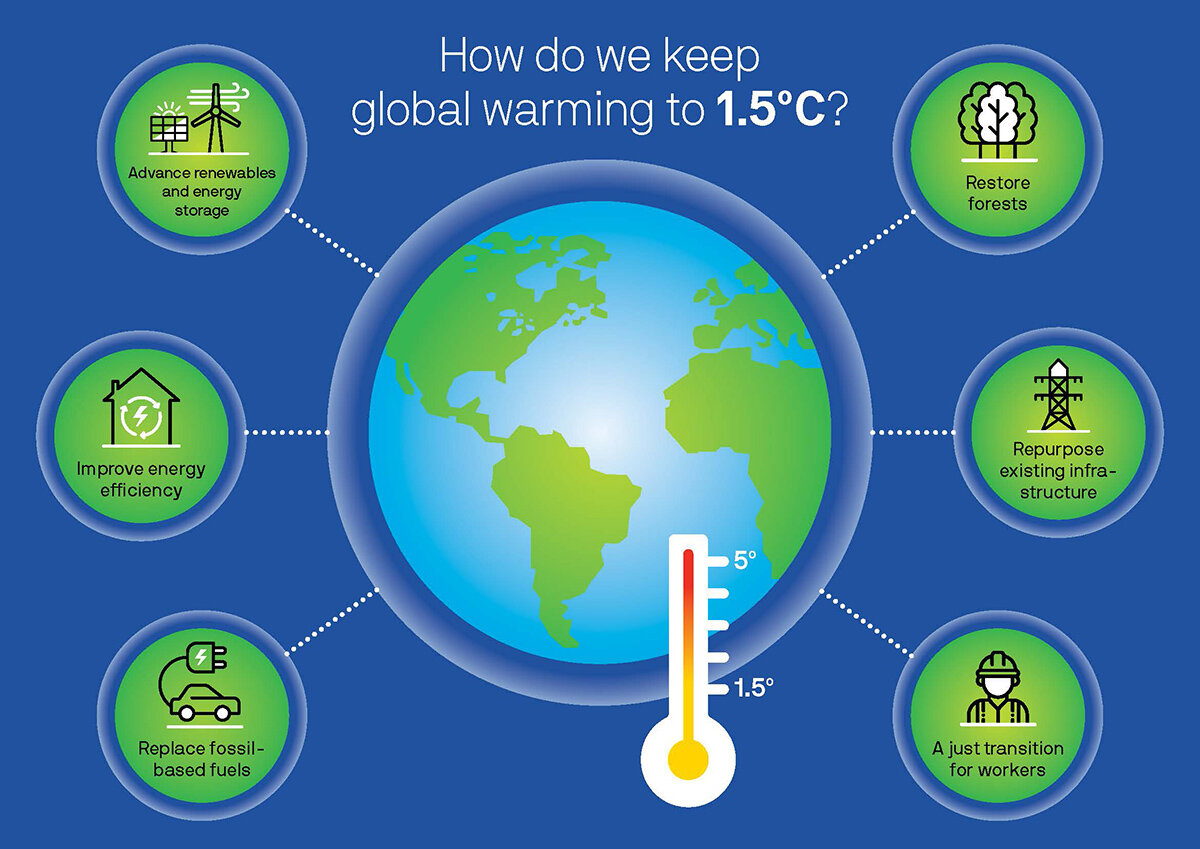 How do we keep
global warming to 1.5°C?
Advance renewables
and energy
storage
Restore
forests
Improve energy
efficiency
Repurpose
existing infra-
structure
Replace fossil-
based fuels
A just transition
for workers
5°
1.5°